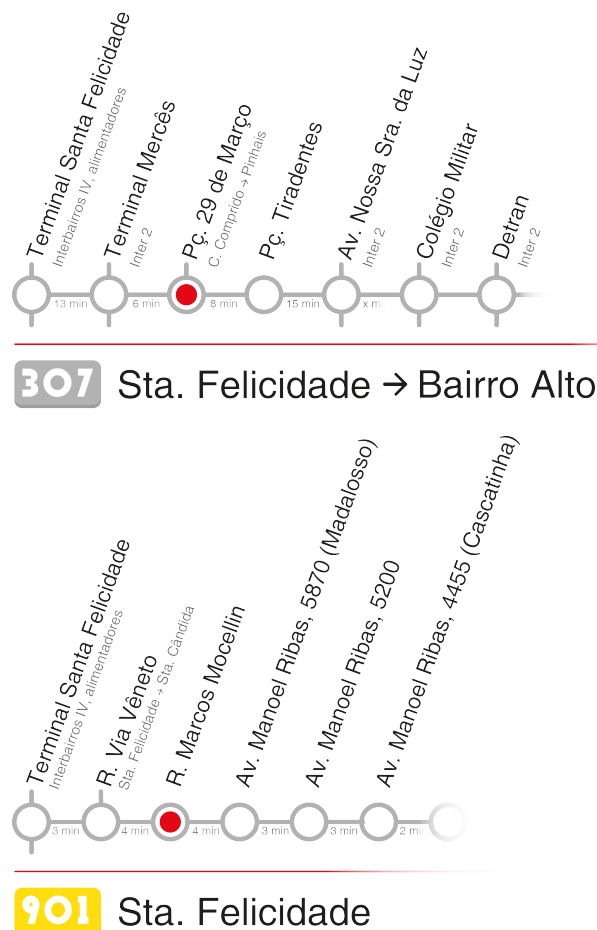 Terminal Santa Felicidade
Interbairros IV, alimentadores
Terminal Mercês
Inter 2
Pç. 29 de Março
C. Comprido → Pinhais
Pç. Tiradentes
Av. Nossa Sra. da Luz
Inter 2
Colégio Militar
Inter 2
Detran
Inter 2
13 min
6 min
8 min
15 min
x m
307 Sta. Felicidade → Bairro Alto
Terminal Santa Felicidade
Interbairros IV, alimentadores
R. Via Vêneto
Sta. Felicidade → Sta. Cândida
R. Marcos Mocellin
Av. Manoel Ribas, 5870 (Madalosso)
Av. Manoel Ribas, 5200
Av. Manoel Ribas, 4455 (Cascatinha)
3 min
4 min
4 min
3 min
3 min
2 min
901 Sta. Felicidade